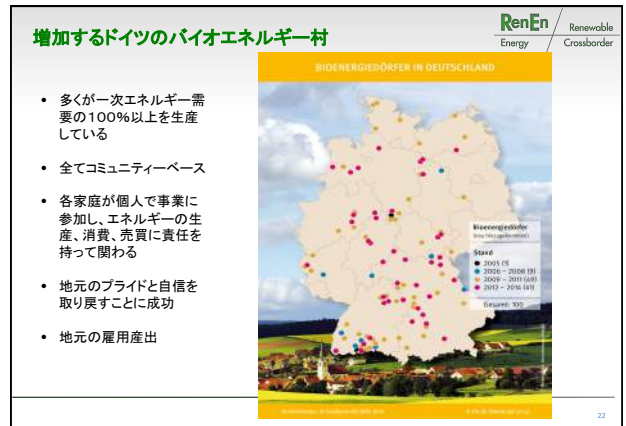 増加するドイツのバイオエネルギー村
RenEn
Renewable
Energy
Crossborder
• 多くが一次エネルギー需
要の100%以上を生産
している
• 全てコミュニティーベース
• 各家庭が個人で事業に
参加し、エネルギーの生
産、消費、売買に責任を
持って関わる
• 地元のプライドと自信を
取り戻すことに成功
• 地元の雇用産出
BIOENERGIEDÖRFER IN DEUTSCHLAND
Bioenergiedörfer
Stand
2005 (1)
2006 – 2008 (9)
2009 – 2011 (49)
2012 – 2014 (41)
Gesamt: 100
22